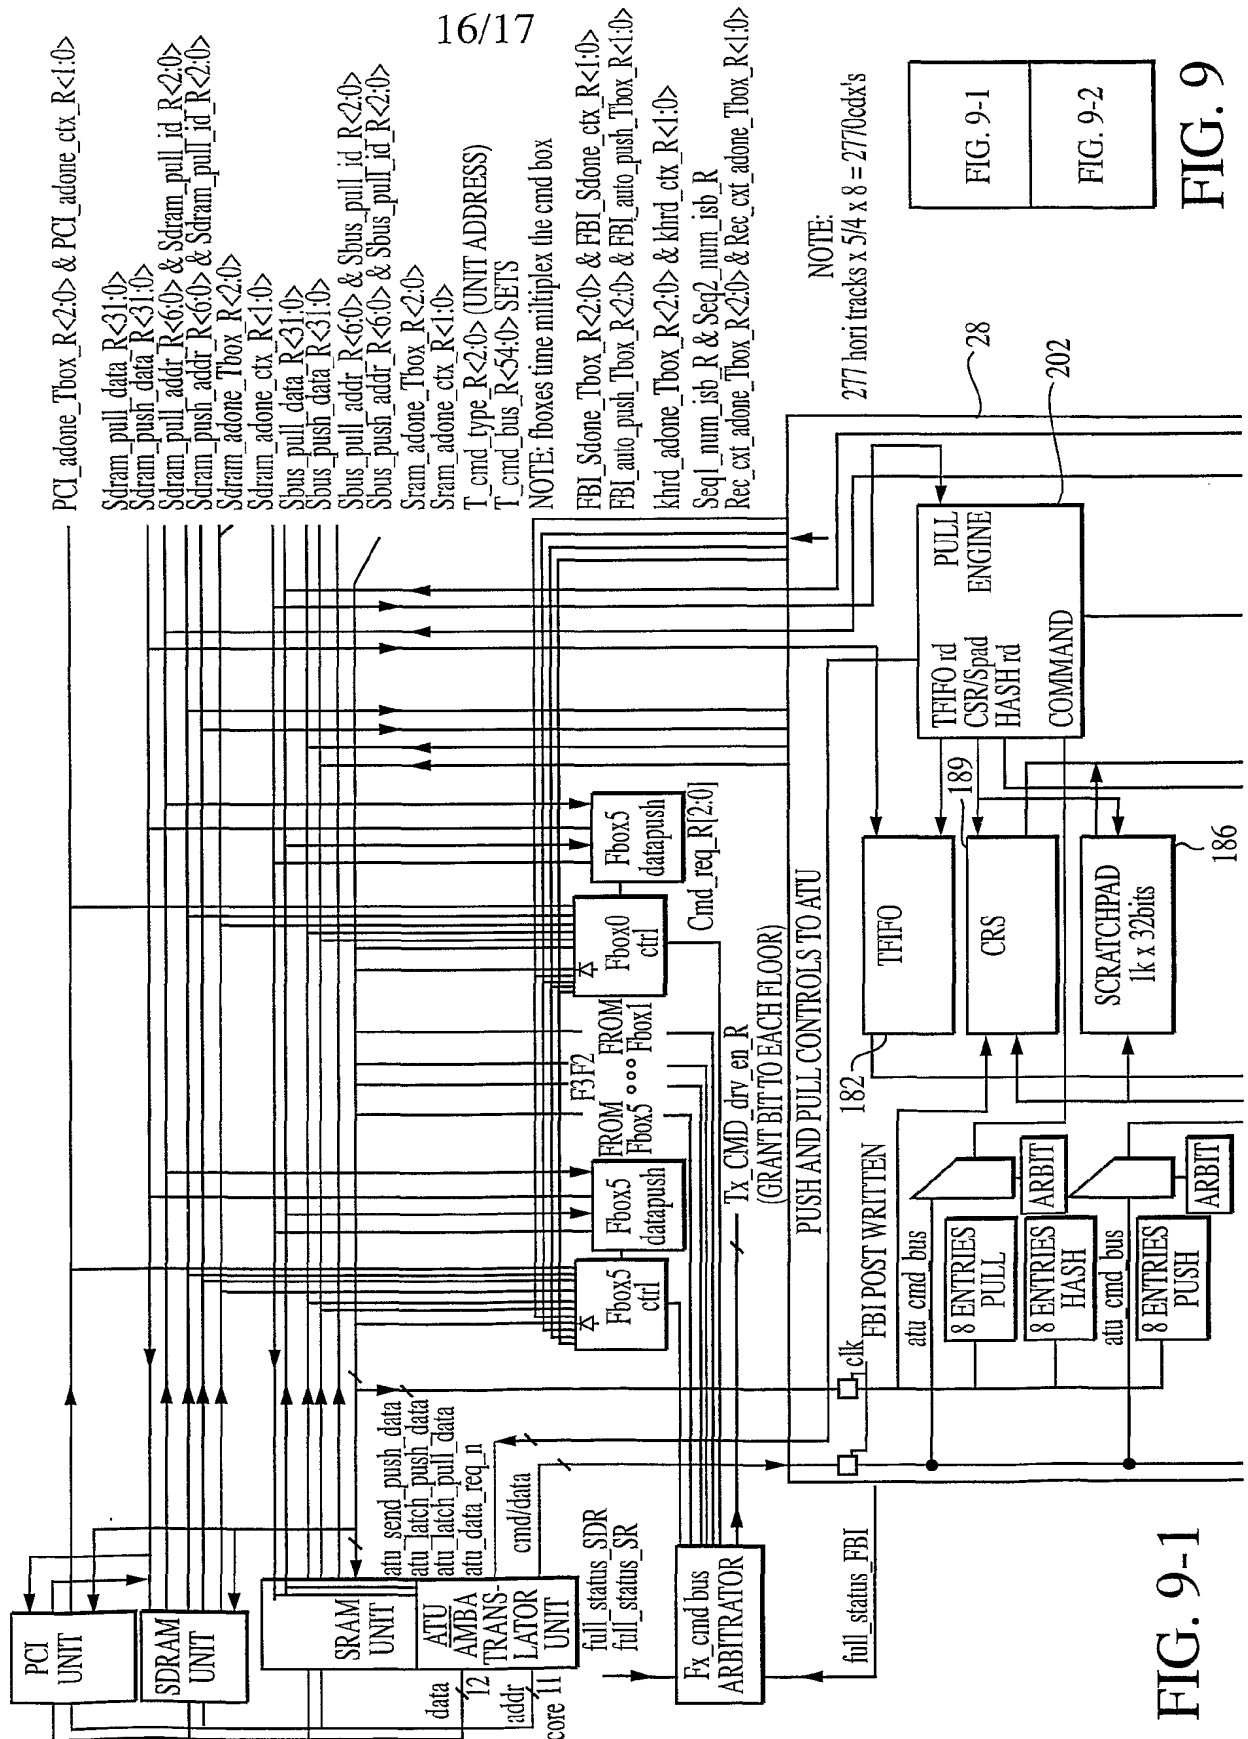 16/17
PCI_adone_Tbox_R<2:0> & PCI_adone_ctx_R<1:0>
Sdram_pull_data_R<31:0>
Sdram_push_data_R<31:0>
Sdram_pull_addr_R<6:0> & Sdram_pull_id_R<2:0>
Sdram_push_addr_R<6:0> & Sdram_pull_id_R<2:0>
Sdram_adone_Tbox_R<2:0>
Sdram_adone_ctx_R<1:0>
Sbus_pull_data_R<31:0>
Sbus_push_data_R<31:0>
Sbus_pull_addr_R<6:0> & Sbus_pull_id_R<2:0>
Sbus_push_addr_R<6:0> & Sbus_pull_id_R<2:0>
Sram_adone_Tbox_R<2:0>
Sram_adone_ctx_R<1:0>
T_cmd_type_R<2:0> (UNIT ADDRESS)
T_cmd_bus_R<54:0> SETS
NOTE: fboxes time miltiplex the cmd box
FBI_Sdone_Tbox_R<2:0> & FBI_Sdone_ctx_R<1:0>
FBI_auto_push_Tbox_R<2:0> & FBI_auto_push_Tbox_R<1:0>
khrd_adone_Tbox_R<2:0> & khrd_ctx_R<1:0>
Seq1_num_isb_R & Seq2_num_isb_R
Rec_cxt_adone_Tbox_R<2:0> & Rec_cxt_adone_Tbox_R<1:0>
NOTE:
277 hori tracks x 5/4 x 8 = 2770cdx's
PCI
UNIT
SDRAM
UNIT
SRAM
UNIT
ATU
AMBA
TRANS-
LATOR
UNIT
data
12
addr
11
core
atu_send_push_data
atu_latch_push_data
atu_latch_pull_data
atu_data_req_n
cmd/data
full_status_SDR
full_status_SR
Fx_cmd bus
ARBITRATOR
full_status_FBI
Fbox5
ctrl
Fbox5
datapush
FROM
Fbox5
F3F2
FROM
Fbox1
Fbox0
ctrl
Fbox5
datapush
Cmd_req_R[2:0]
Tx_CMD_drv_en_R
(GRANT BIT TO EACH FLOOR)
PUSH AND PULL CONTROLS TO ATU
28
clk
FBI POST WRITTEN
atu_cmd_bus
8 ENTRIES
PULL
ARBIT
8 ENTRIES
HASH
atu_cmd_bus
8 ENTRIES
PUSH
ARBIT
182
TFIFO
CRS
189
SCRATCHPAD
1k x 32bits
186
TFIFO rd
CSR/Spad
HASH rd
COMMAND
PULL
ENGINE
202
FIG. 9-1
FIG. 9-1
FIG. 9-2
FIG. 9